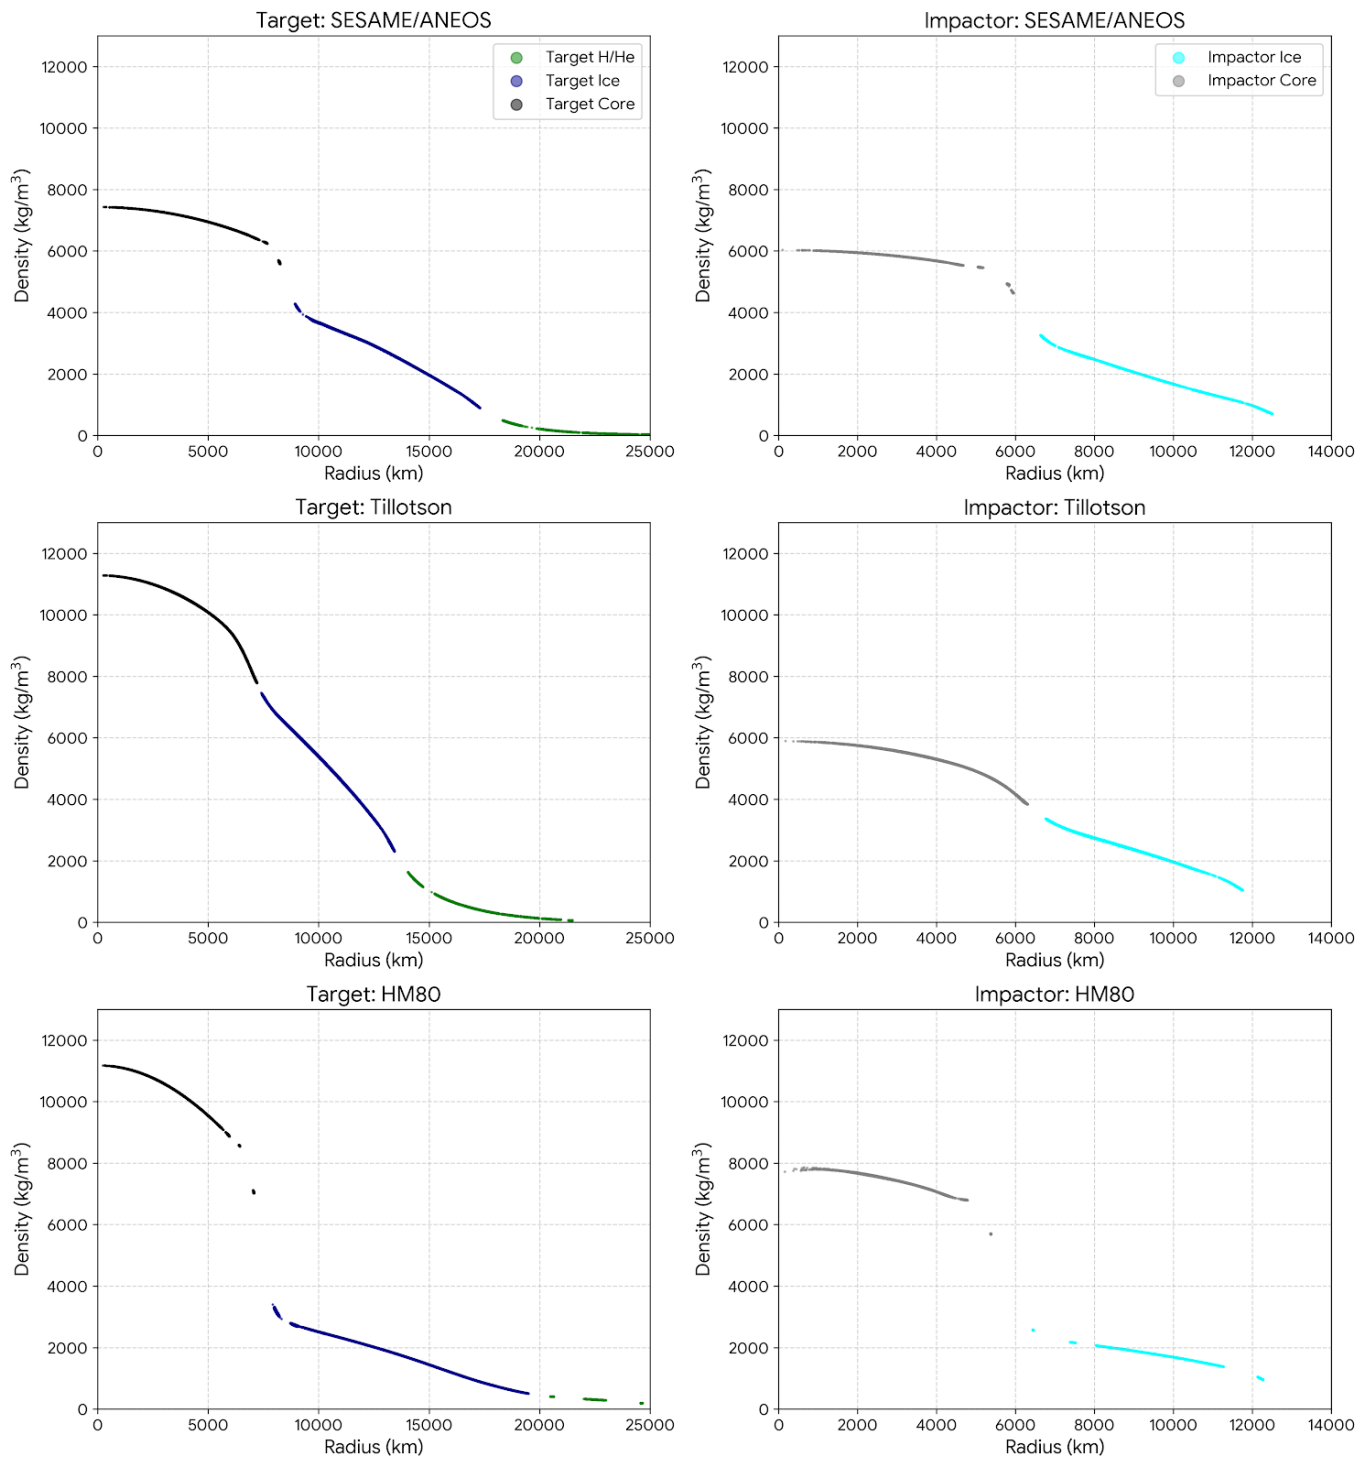 Target: SESAME/ANEOS
12000
10000
8000
6000
4000
2000
0
Density (kg/m³)
Target H/He
Target Ice
Target Core
0 5000 10000 15000 20000 25000
Radius (km)
Impactor: SESAME/ANEOS
12000
10000
8000
6000
4000
2000
0
Density (kg/m³)
Impactor Ice
Impactor Core
0 2000 4000 6000 8000 10000 12000 14000
Radius (km)
Target: Tillotson
12000
10000
8000
6000
4000
2000
0
Density (kg/m³)
0 5000 10000 15000 20000 25000
Radius (km)
Impactor: Tillotson
12000
10000
8000
6000
4000
2000
0
Density (kg/m³)
0 2000 4000 6000 8000 10000 12000 14000
Radius (km)
Target: HM80
12000
10000
8000
6000
4000
2000
0
Density (kg/m³)
0 5000 10000 15000 20000 25000
Radius (km)
Impactor: HM80
12000
10000
8000
6000
4000
2000
0
Density (kg/m³)
0 2000 4000 6000 8000 10000 12000 14000
Radius (km)